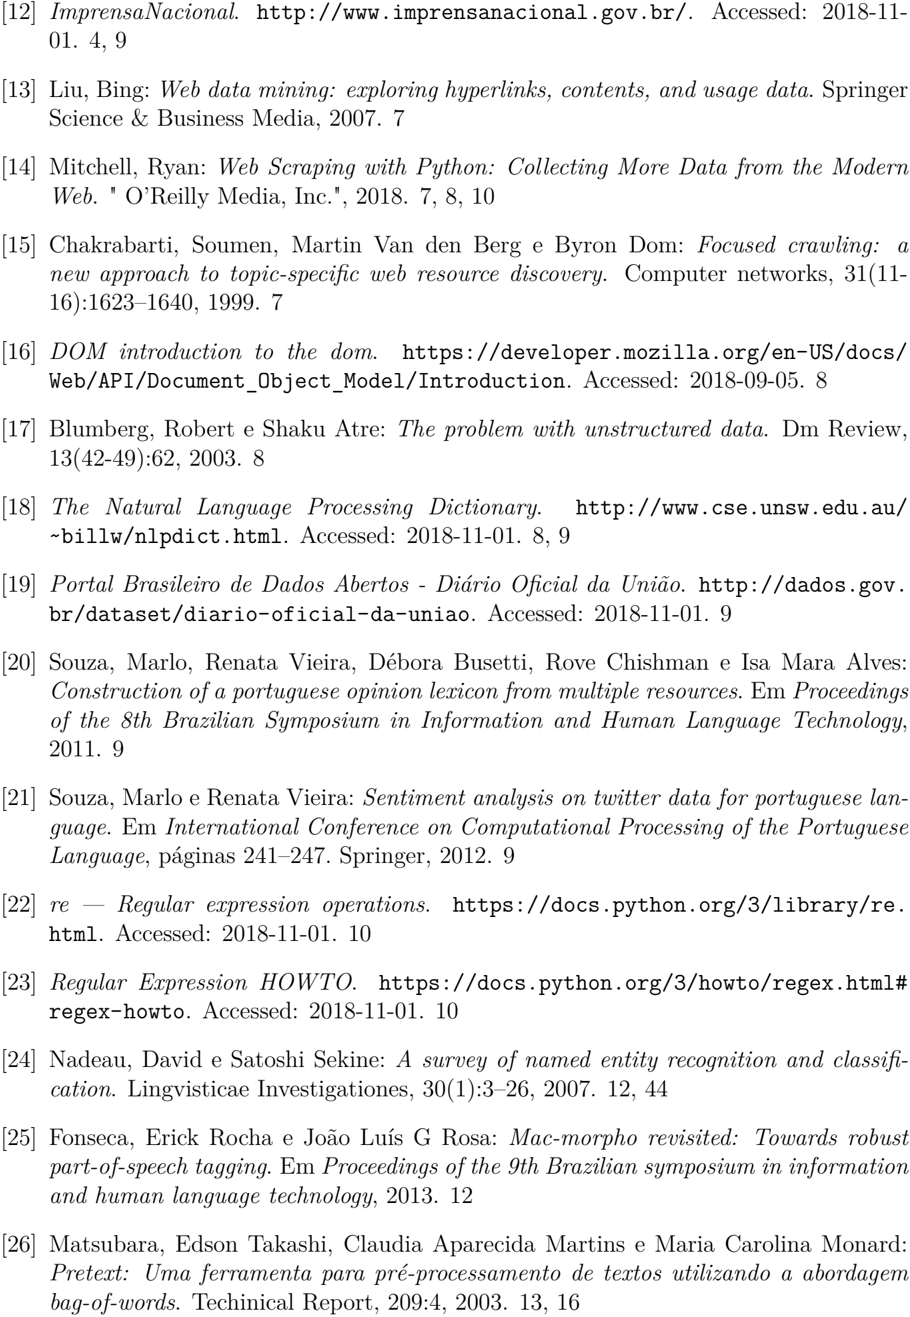 [12] ImprensaNacional. http://www.imprensanacional.gov.br/. Accessed: 2018-11-
01. 4, 9
[13] Liu, Bing: Web data mining: exploring hyperlinks, contents, and usage data. Springer
Science & Business Media, 2007. 7
[14] Mitchell, Ryan: Web Scraping with Python: Collecting More Data from the Modern
Web. " O'Reilly Media, Inc.", 2018. 7, 8, 10
[15] Chakrabarti, Soumen, Martin Van den Berg e Byron Dom: Focused crawling: a
new approach to topic-specific web resource discovery. Computer networks, 31(11-
16):1623–1640, 1999. 7
[16] DOM introduction to the dom. https://developer.mozilla.org/en-US/docs/
Web/API/Document_Object_Model/Introduction. Accessed: 2018-09-05. 8
[17] Blumberg, Robert e Shaku Atre: The problem with unstructured data. Dm Review,
13(42-49):62, 2003. 8
[18] The Natural Language Processing Dictionary. http://www.cse.unsw.edu.au/
~billw/nlpdict.html. Accessed: 2018-11-01. 8, 9
[19] Portal Brasileiro de Dados Abertos - Diário Oficial da União. http://dados.gov.
br/dataset/diario-oficial-da-uniao. Accessed: 2018-11-01. 9
[20] Souza, Marlo, Renata Vieira, Débora Busetti, Rove Chishman e Isa Mara Alves:
Construction of a portuguese opinion lexicon from multiple resources. Em Proceedings
of the 8th Brazilian Symposium in Information and Human Language Technology,
2011. 9
[21] Souza, Marlo e Renata Vieira: Sentiment analysis on twitter data for portuguese lan-
guage. Em International Conference on Computational Processing of the Portuguese
Language, páginas 241–247. Springer, 2012. 9
[22] re — Regular expression operations. https://docs.python.org/3/library/re.
html. Accessed: 2018-11-01. 10
[23] Regular Expression HOWTO. https://docs.python.org/3/howto/regex.html#
regex-howto. Accessed: 2018-11-01. 10
[24] Nadeau, David e Satoshi Sekine: A survey of named entity recognition and classifi-
cation. Lingvisticae Investigationes, 30(1):3–26, 2007. 12, 44
[25] Fonseca, Erick Rocha e João Luís G Rosa: Mac-morpho revisited: Towards robust
part-of-speech tagging. Em Proceedings of the 9th Brazilian symposium in information
and human language technology, 2013. 12
[26] Matsubara, Edson Takashi, Claudia Aparecida Martins e Maria Carolina Monard:
Pretext: Uma ferramenta para pré-processamento de textos utilizando a abordagem
bag-of-words. Techinical Report, 209:4, 2003. 13, 16